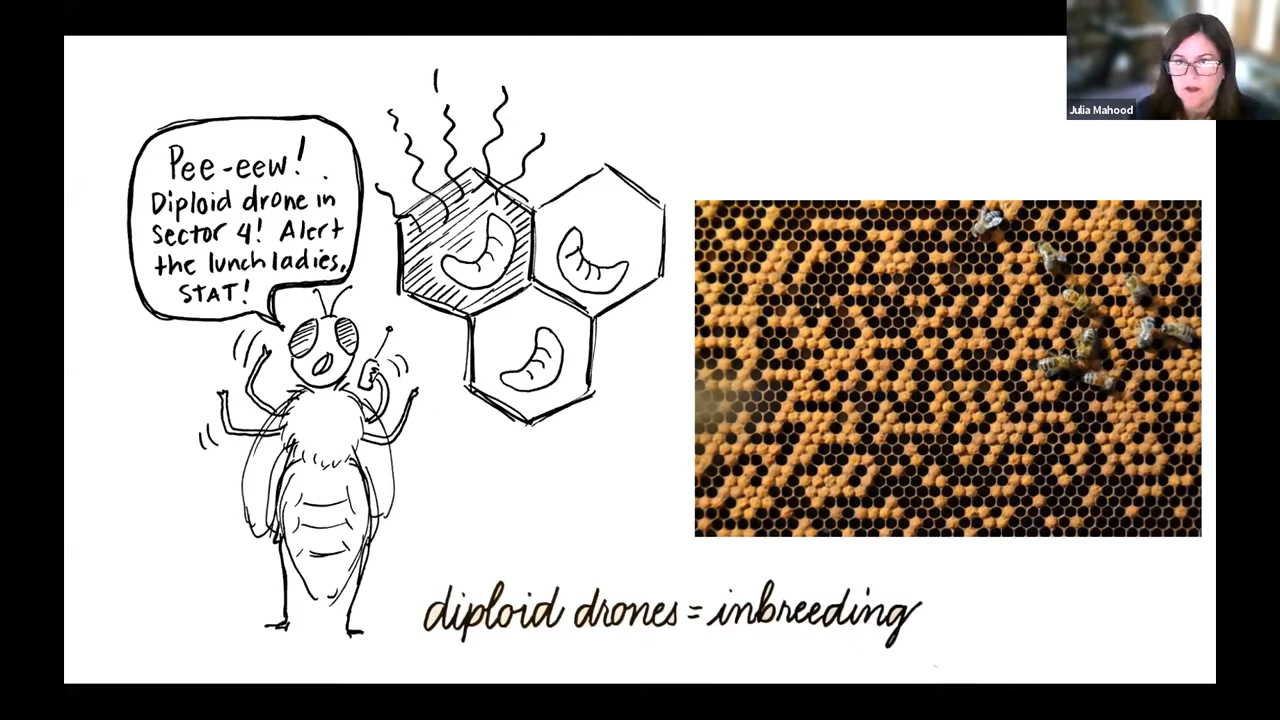 Pee-eew!
Diploid drone in
sector 4! Alert
the lunch ladies,
STAT!
Julia Mahood
diploid drones = inbreeding